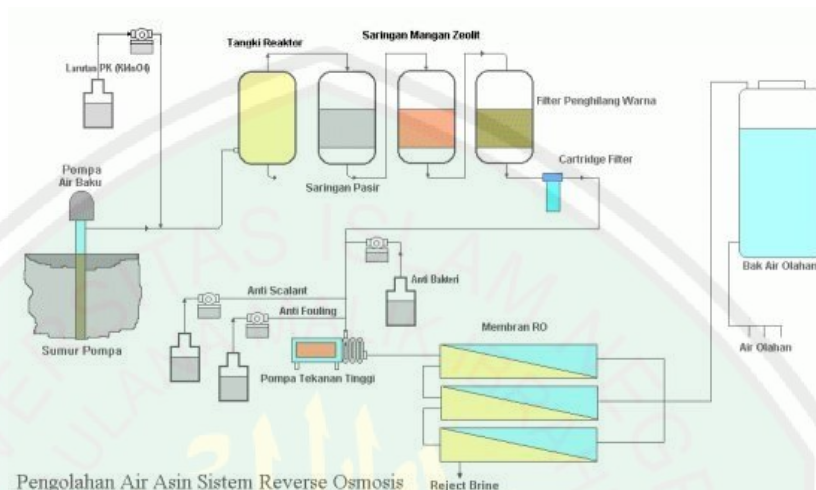 Larutan PK (KMnO4)
Tangki Reaktor
Saringan Mangan Zeolit
Filter Penghilang Warna
Cartridge Filter
Saringan Pasir
Pompa
Air Baku
Sumur Pompa
Anti Scalant
Anti Fouling
Anti Bakteri
Pompa Tekanan Tinggi
Membran RO
Bak Air Olahan
Air Olahan
Reject Brine
Pengolahan Air Asin Sistem Reverse Osmosis